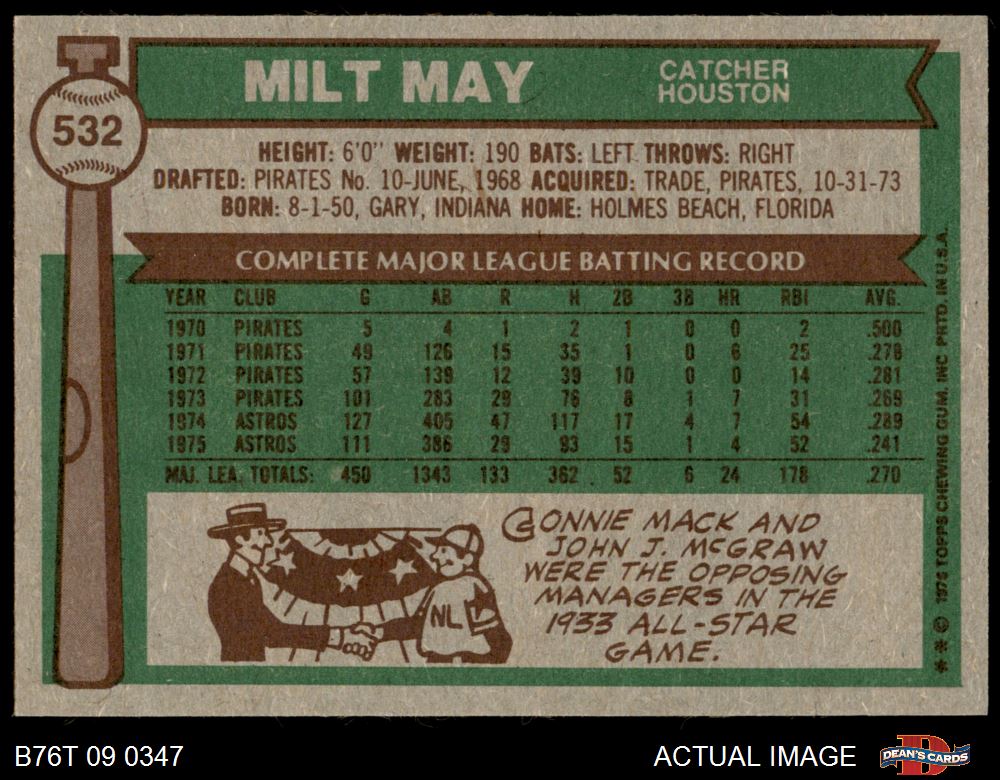 MILT MAY
CATCHER
HOUSTON
532
HEIGHT: 6'0" WEIGHT: 190 BATS: LEFT THROWS: RIGHT
DRAFTED: PIRATES No. 10-JUNE, 1968 ACQUIRED: TRADE, PIRATES, 10-31-73
BORN: 8-1-50, GARY, INDIANA HOME: HOLMES BEACH, FLORIDA
COMPLETE MAJOR LEAGUE BATTING RECORD
YEAR CLUB G AB R H 2B 3B HR RBI AVG.
1970 PIRATES 5 4 1 2 1 0 0 2 .500
1971 PIRATES 49 126 15 35 1 0 6 25 .278
1972 PIRATES 57 139 12 39 10 0 0 14 .281
1973 PIRATES 101 283 29 76 8 1 7 31 .269
1974 ASTROS 127 405 47 117 17 4 7 54 .289
1975 ASTROS 111 386 29 93 15 1 4 52 .241
MAJ. LEA. TOTALS: 450 1343 133 362 52 6 24 178 .270
CONNIE MACK AND
JOHN J. McGRAW
WERE THE OPPOSING
MANAGERS IN THE
1933 ALL-STAR
GAME.
NL
** © 1976 TOPPS CHEWING GUM, INC PRTD. IN U.S.A.
B76T 09 0347
ACTUAL IMAGE
DEAN'S CARDS